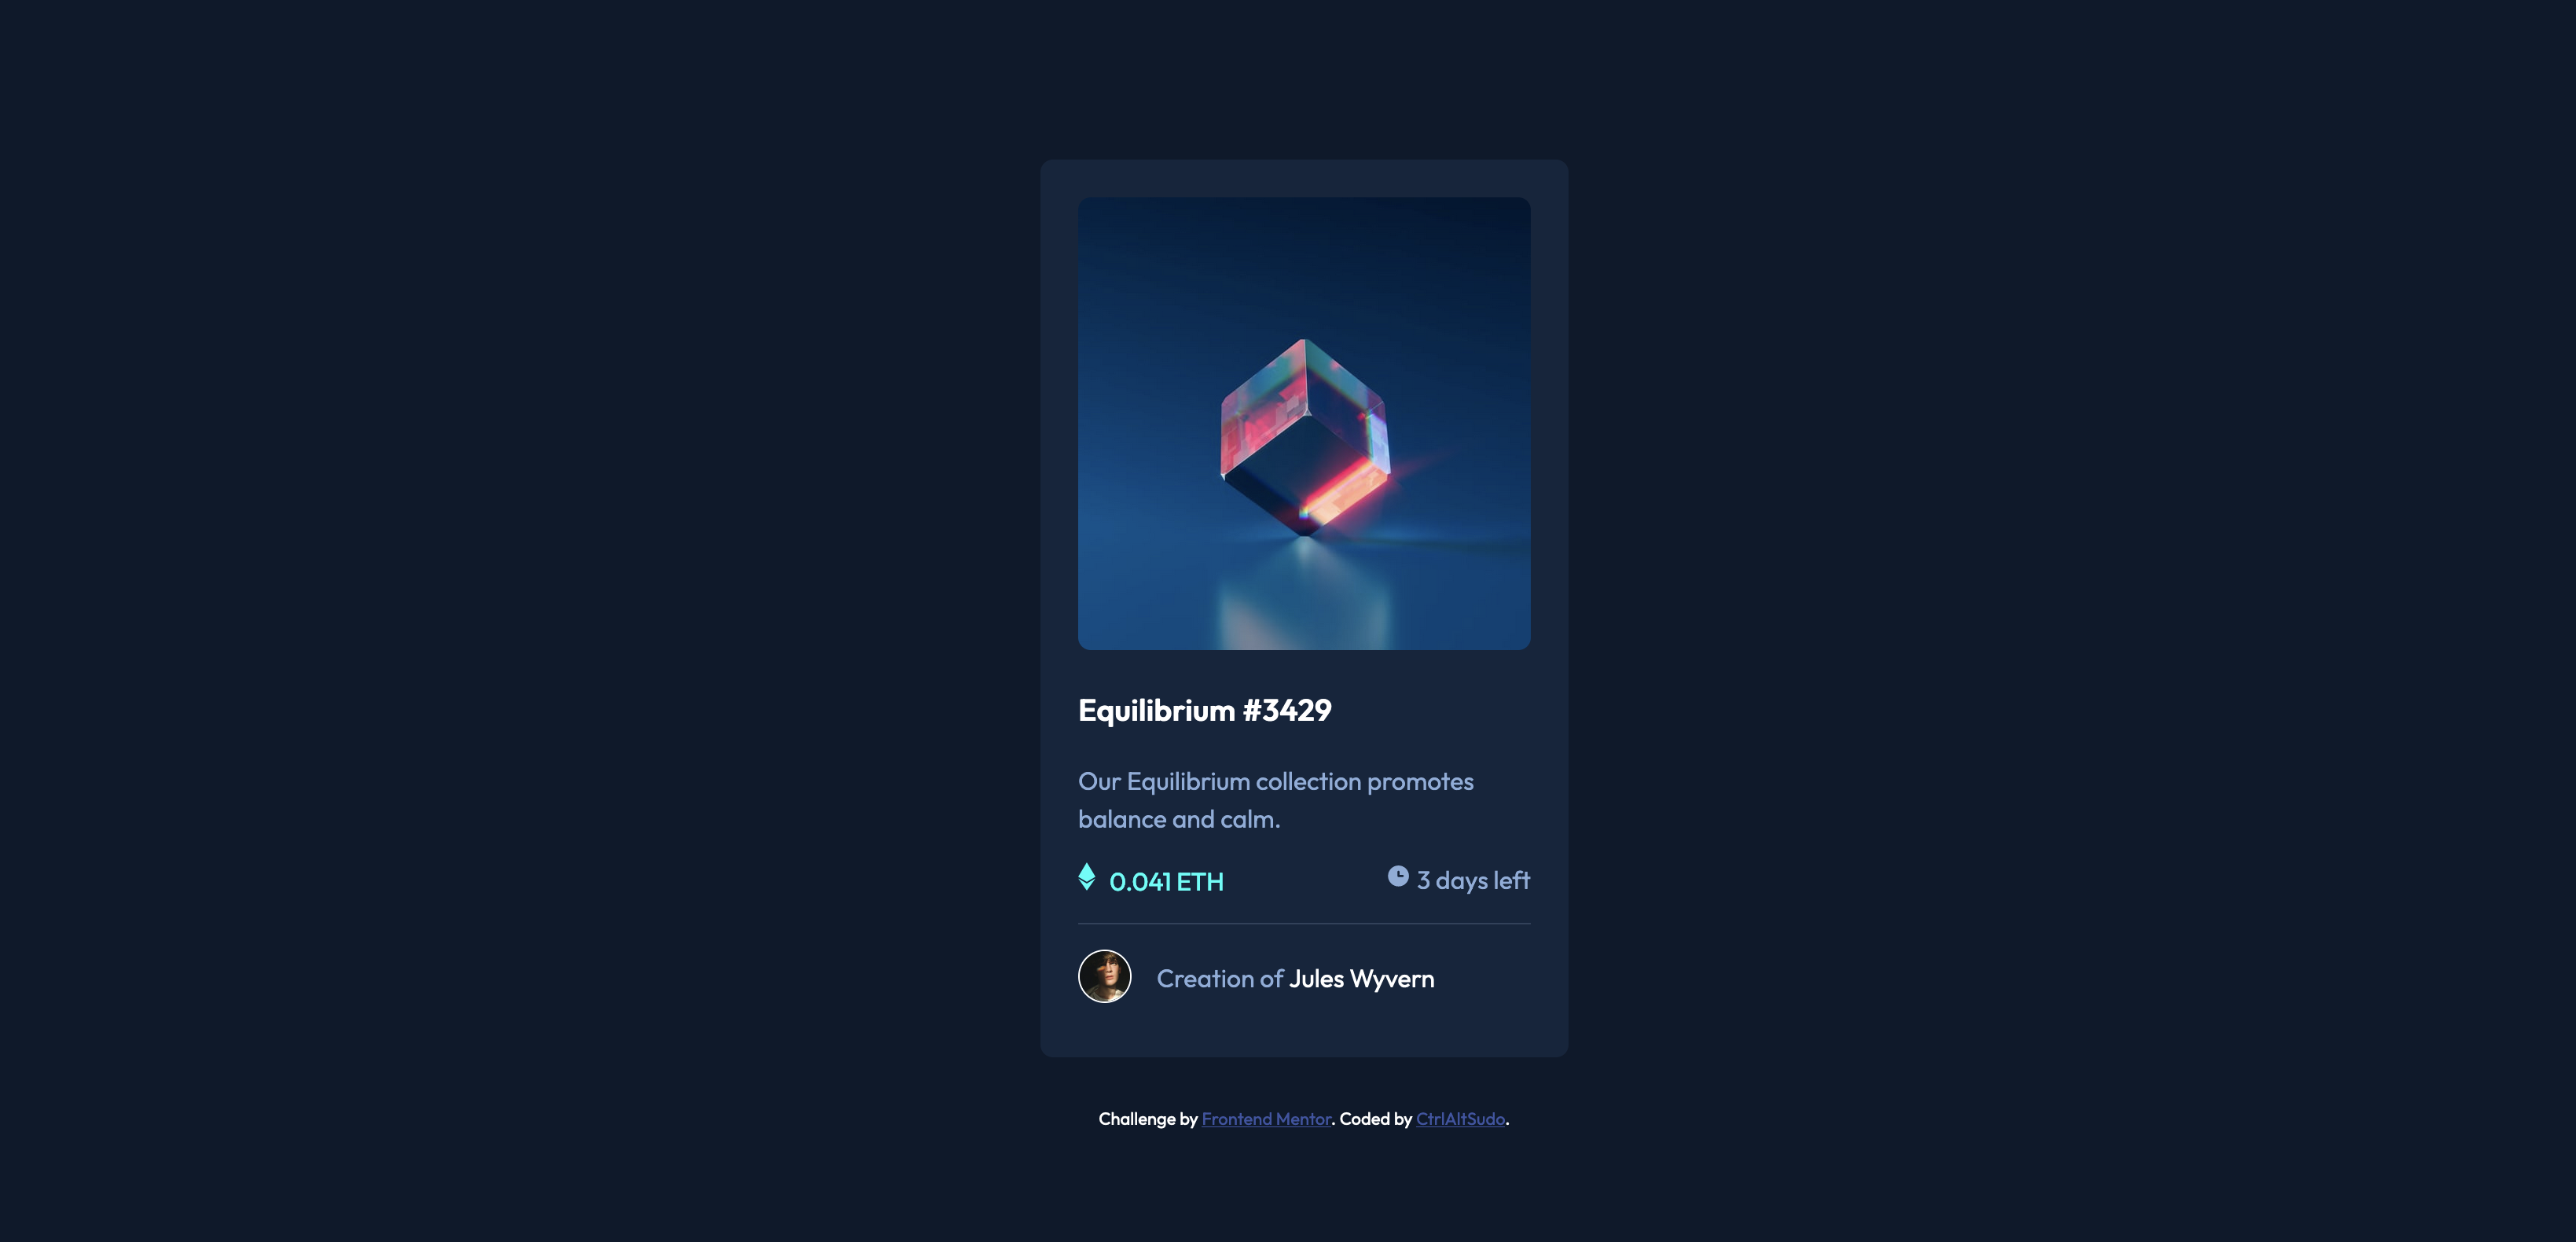 Equilibrium #3429
Our Equilibrium collection promotes
balance and calm.
0.041 ETH
3 days left
Creation of Jules Wyvern
Challenge by Frontend Mentor. Coded by CtrlAltSudo.